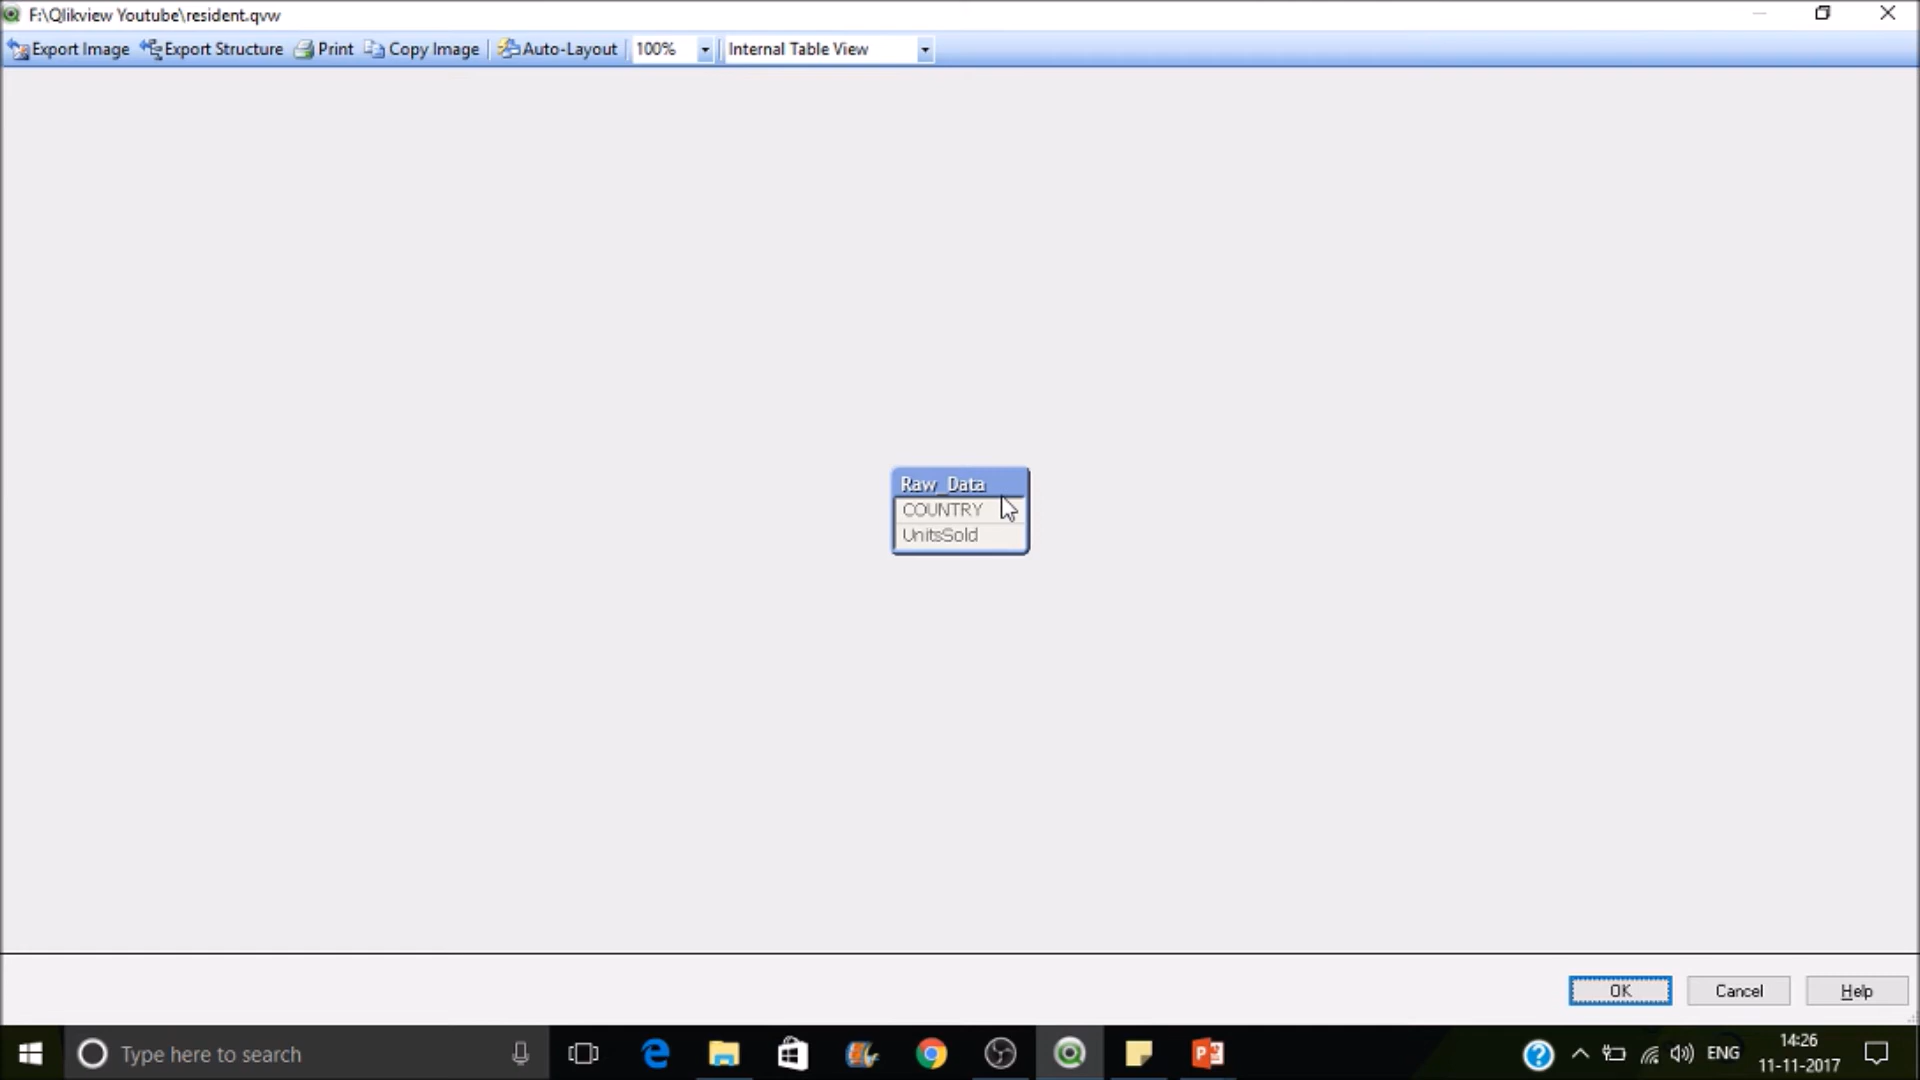 F:\Qlikview Youtube\resident.qvw
Export Image Export Structure Print Copy Image Auto-Layout 100% Internal Table View
Raw_Data
COUNTRY
UnitsSold
OK Cancel Help
Type here to search ENG 14:26
11-11-2017